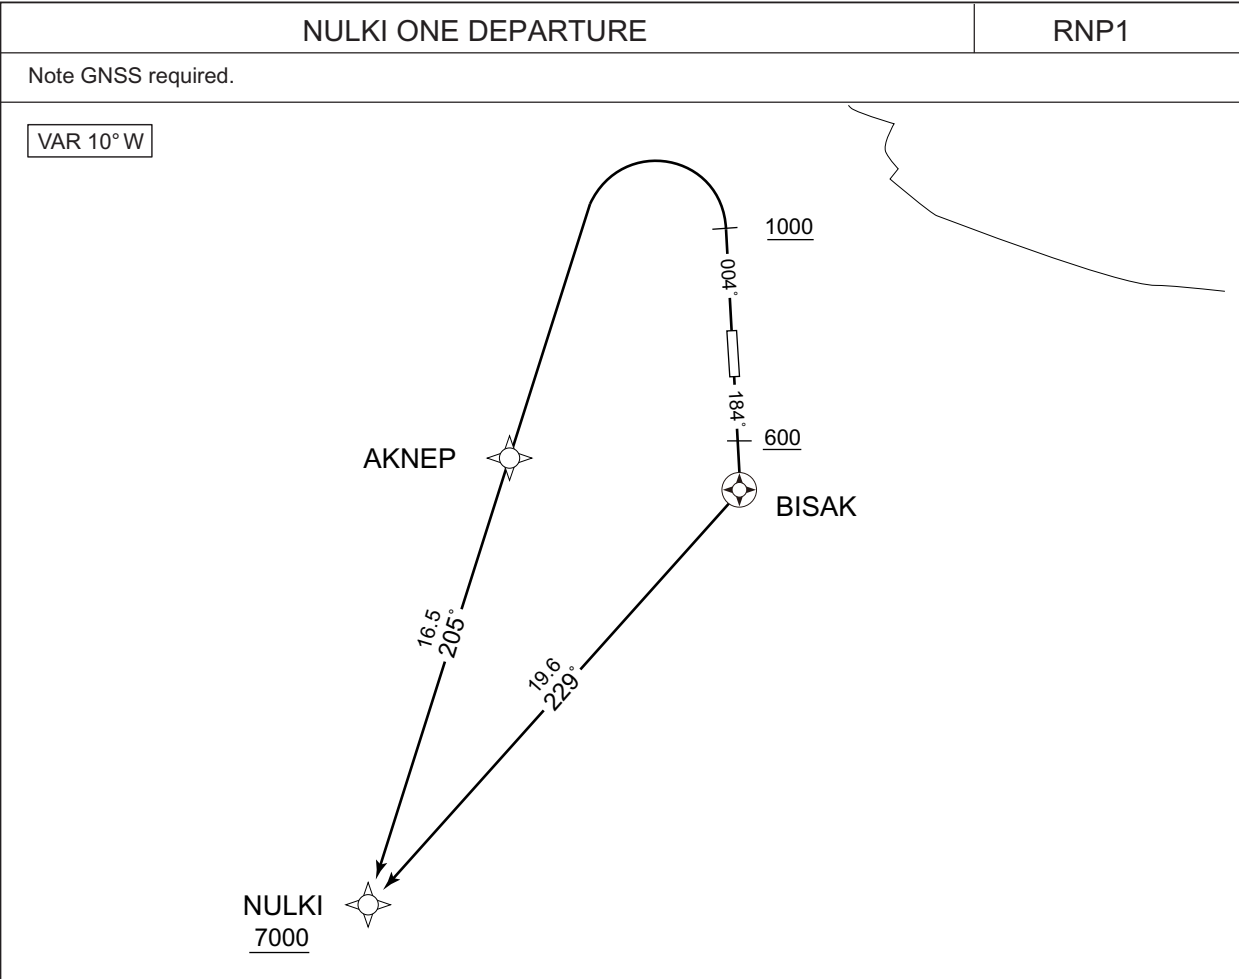 NULKI ONE DEPARTURE
RNP1
Note GNSS required.
VAR 10° W
1000
004°
184°
600
AKNEP
BISAK
16.5
205°
19.6
229°
NULKI
7000